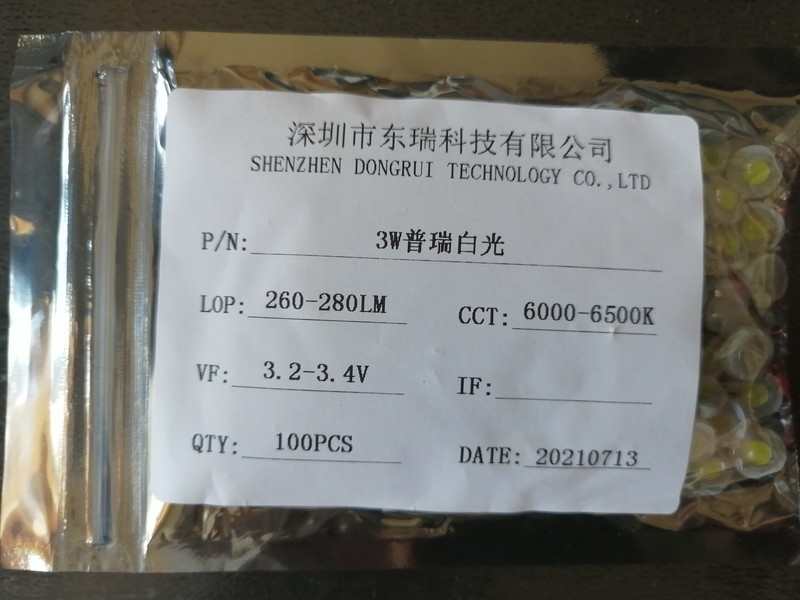 深圳市东瑞科技有限公司
SHENZHEN DONGRUI TECHNOLOGY CO.,LTD
P/N: 3W普瑞白光
LOP: 260-280LM CCT: 6000-6500K
VF: 3.2-3.4V IF:
QTY: 100PCS DATE: 20210713